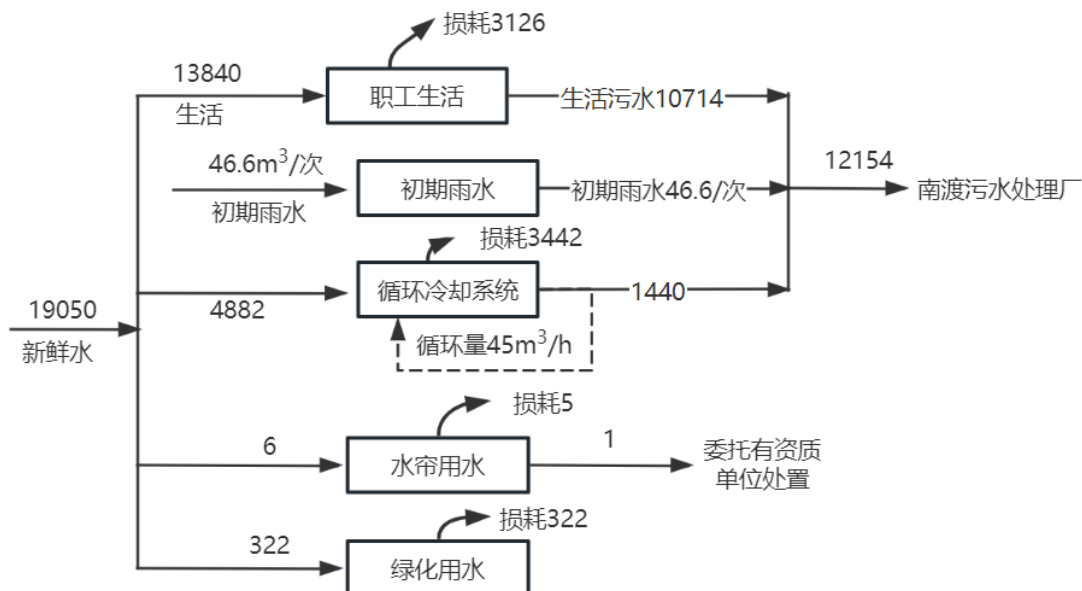 损耗3126
13840
生活
职工生活
生活污水10714
46.6m³/次
初期雨水
初期雨水
初期雨水46.6/次
12154
南渡污水处理厂
损耗3442
循环冷却系统
4882
1440
循环量45m³/h
19050
新鲜水
损耗5
6
水帘用水
1
委托有资质
单位处置
损耗322
322
绿化用水